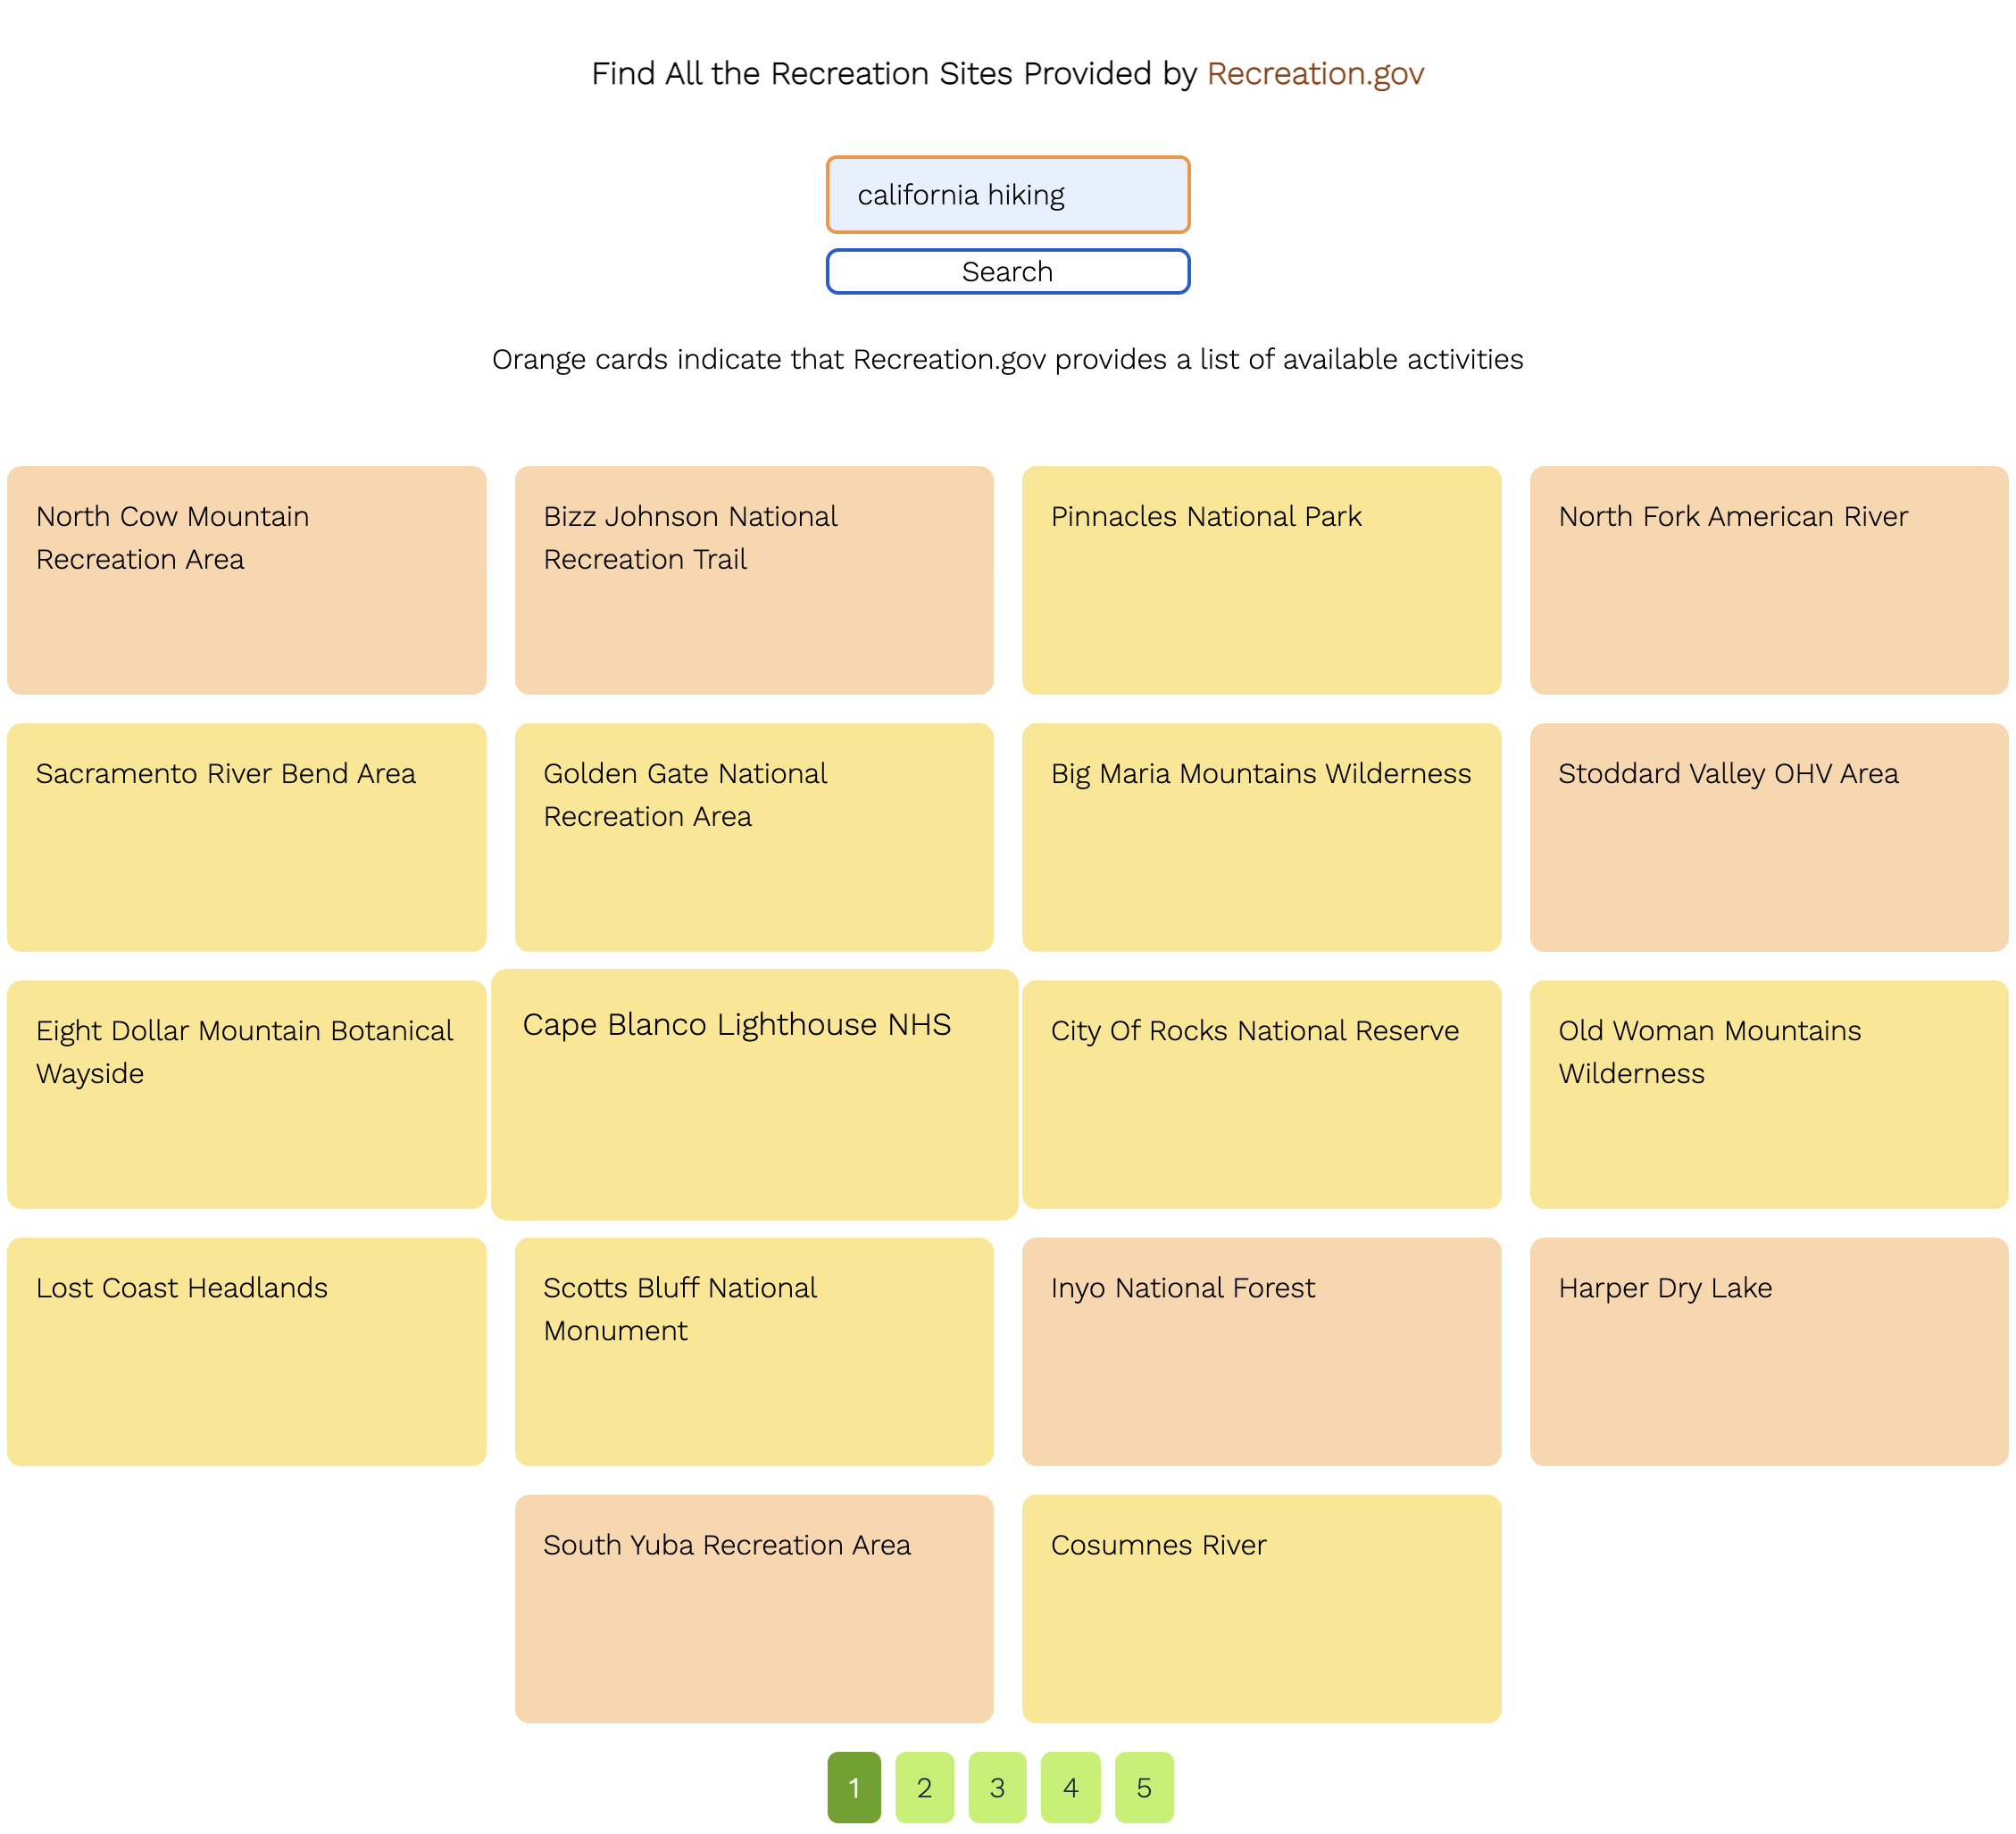 Find All the Recreation Sites Provided by Recreation.gov
california hiking
Search
Orange cards indicate that Recreation.gov provides a list of available activities
North Cow Mountain
Recreation Area
Bizz Johnson National
Recreation Trail
Pinnacles National Park
North Fork American River
Sacramento River Bend Area
Golden Gate National
Recreation Area
Big Maria Mountains Wilderness
Stoddard Valley OHV Area
Eight Dollar Mountain Botanical
Wayside
Cape Blanco Lighthouse NHS
City Of Rocks National Reserve
Old Woman Mountains
Wilderness
Lost Coast Headlands
Scotts Bluff National
Monument
Inyo National Forest
Harper Dry Lake
South Yuba Recreation Area
Cosumnes River
1 2 3 4 5